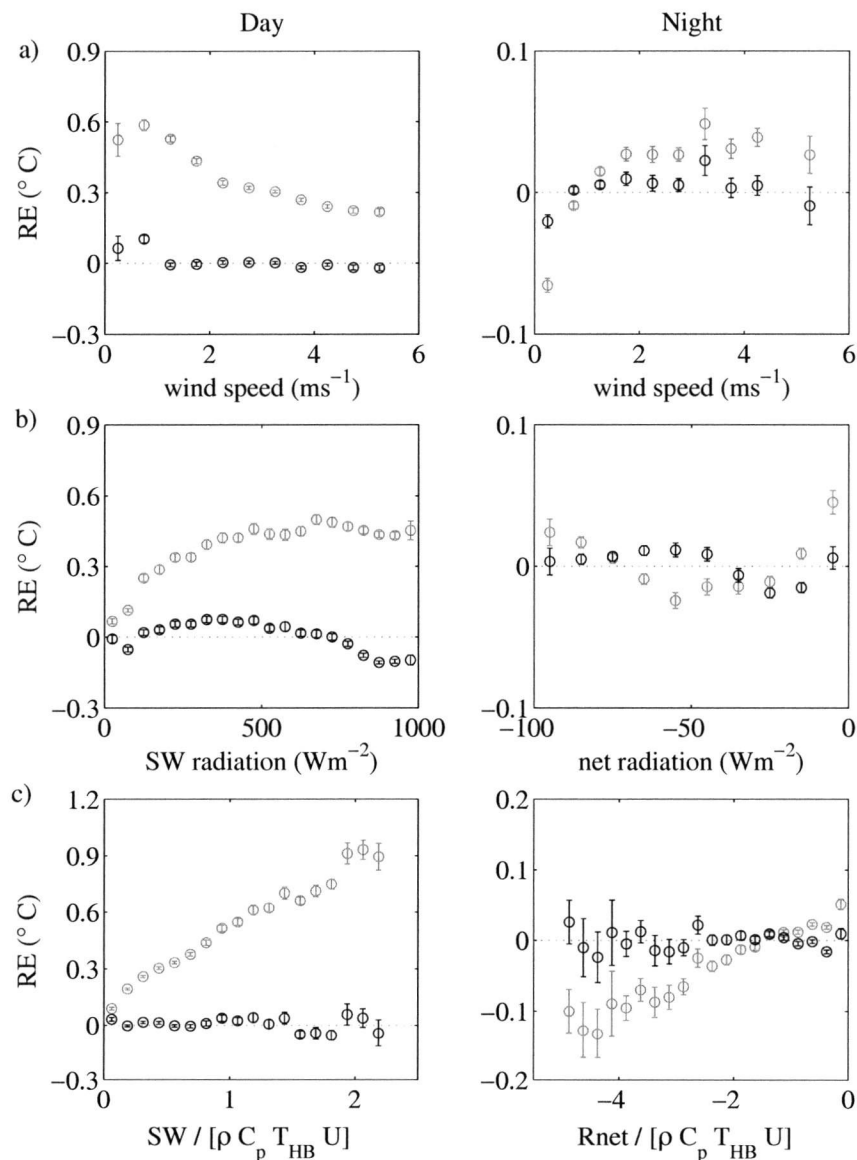 Day
Night
a)
0.9
0.6
0.3
0
−0.3
RE (° C)
0 2 4 6
wind speed (ms⁻¹)
0.1
0
−0.1
0 2 4 6
wind speed (ms⁻¹)
b)
0.9
0.6
0.3
0
−0.3
RE (° C)
0 500 1000
SW radiation (Wm⁻²)
0.1
0
−0.1
−100 −50 0
net radiation (Wm⁻²)
c)
1.2
0.9
0.6
0.3
0
−0.3
RE (° C)
0 1 2
SW / [ρ C_p T_HB U]
0.2
0.1
0
−0.1
−0.2
−4 −2 0
Rnet / [ρ C_p T_HB U]